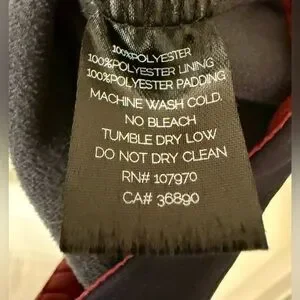 100%POLYESTER
100%POLYESTER LINING
100%POLYESTER PADDING
MACHINE WASH COLD.
NO BLEACH
TUMBLE DRY LOW
DO NOT DRY CLEAN
RN# 107970
CA# 36890